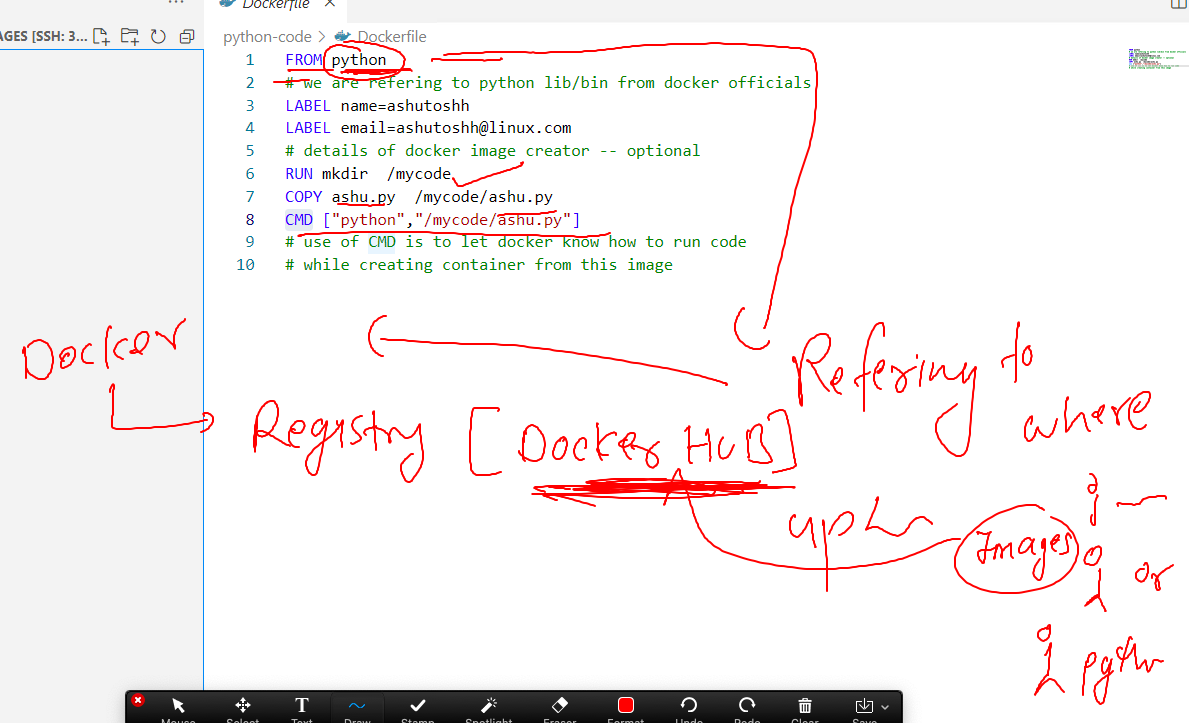 Dockerfile
AGES [SSH: 3...
python-code > Dockerfile
1 FROM python
2 # we are refering to python lib/bin from docker officials
3 LABEL name=ashutoshh
4 LABEL email=ashutoshh@linux.com
5 # details of docker image creator -- optional
6 RUN mkdir  /mycode
7 COPY ashu.py  /mycode/ashu.py
8 CMD ["python","/mycode/ashu.py"]
9 # use of CMD is to let docker know how to run code
10 # while creating container from this image
Docker
Refering to
where
Registry [Docker HUB]
Images
or
Mouse Select Text Draw Stamp Spotlight Eraser Format Undo Redo Clear Save